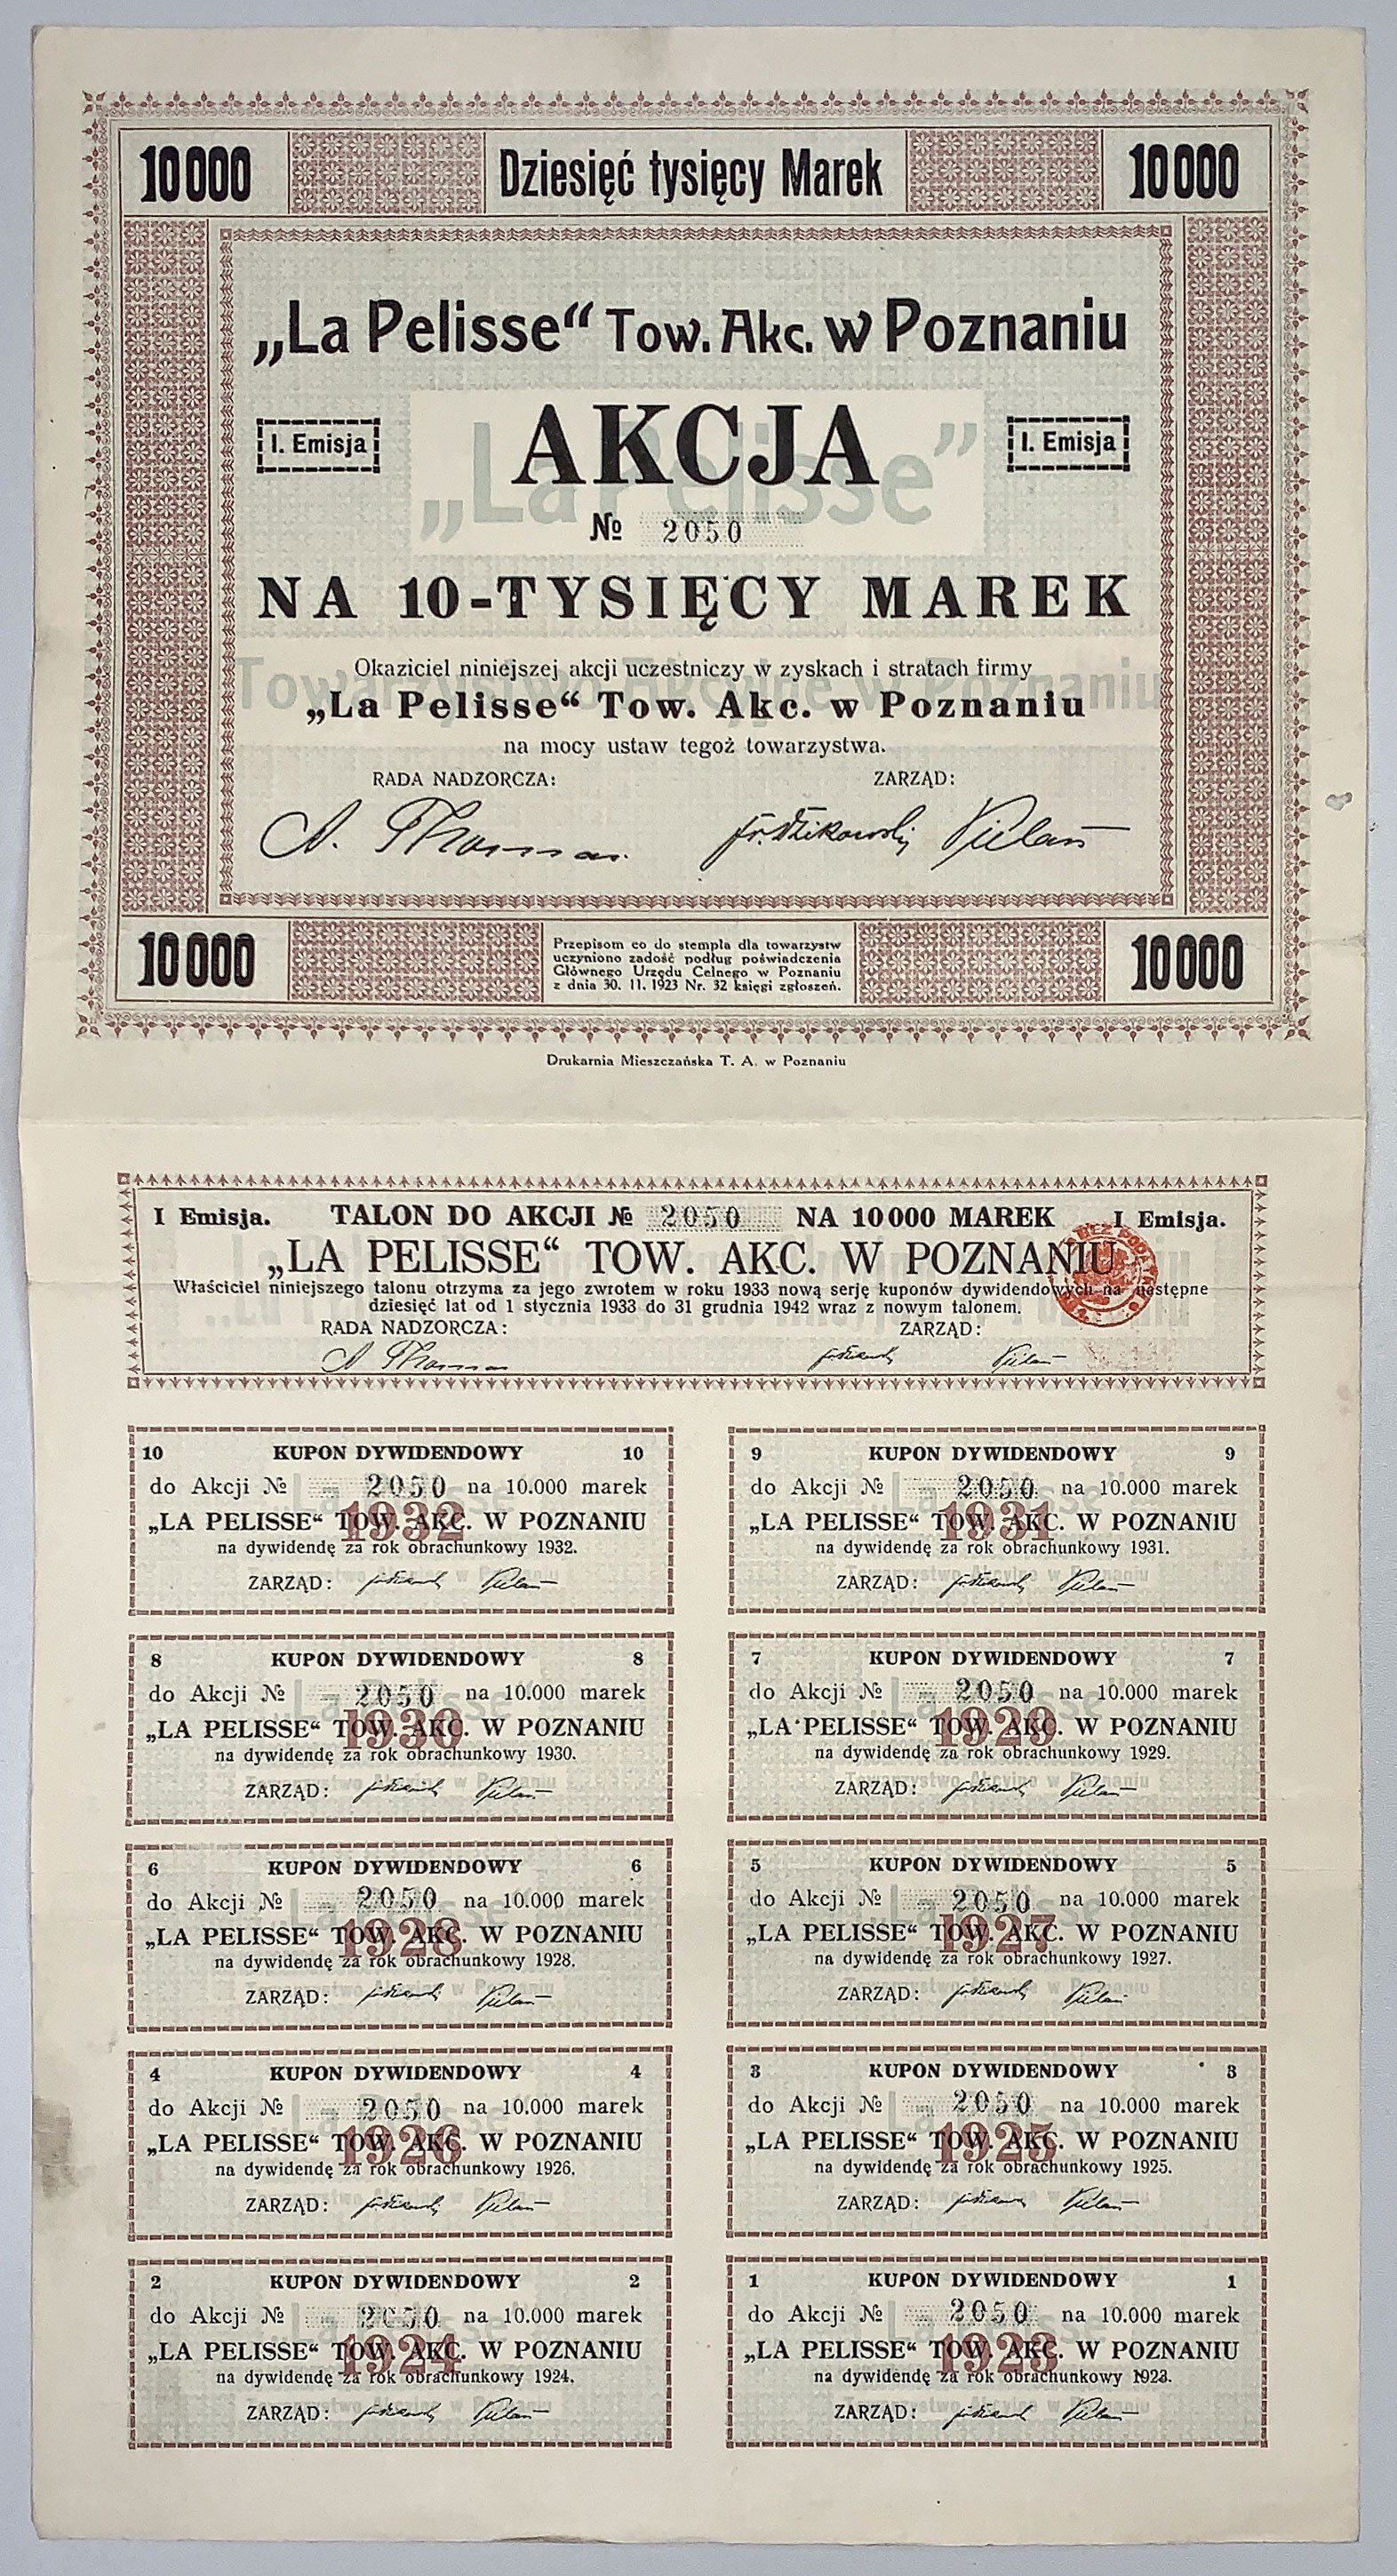 10 000 Dziesięć tysięcy Marek 10 000
„La Pelisse“ Tow. Akc. w Poznaniu
I. Emisja AKCJA I. Emisja
„La Pelisse”
№ 2050
NA 10-TYSIĘCY MAREK
Okaziciel niniejszej akcji uczestniczy w zyskach i stratach firmy
Towarzystwo Akcyjne w Poznaniu
„La Pelisse“ Tow. Akc. w Poznaniu
na mocy ustaw tegoż towarzystwa.
RADA NADZORCZA: ZARZĄD:
A. Thomas
10 000 10 000
Przepisom co do stempla dla towarzystw
uczyniono zadość podług poświadczenia
Głównego Urzędu Celnego w Poznaniu
z dnia 30. 11. 1923 Nr. 32 księgi zgłoszeń.
Drukarnia Mieszczańska T. A. w Poznaniu
I Emisja. TALON DO AKCJI № 2050 NA 10 000 MAREK I Emisja.
„LA PELISSE“ TOW. AKC. W POZNANIU
Właściciel niniejszego talonu otrzyma za jego zwrotem w roku 1933 nową serję kuponów dywidendowych na następne
dziesięć lat od 1 stycznia 1933 do 31 grudnia 1942 wraz z nowym talonem.
RADA NADZORCZA: ZARZĄD:
A Thomas
10 KUPON DYWIDENDOWY 10
do Akcji № 2050 na 10.000 marek
1932
„LA PELISSE“ TOW. AKC. W POZNANIU
na dywidendę za rok obrachunkowy 1932.
ZARZĄD:
9 KUPON DYWIDENDOWY 9
do Akcji № 2050 na 10.000 marek
1931
„LA PELISSE“ TOW. AKC. W POZNANIU
na dywidendę za rok obrachunkowy 1931.
ZARZĄD:
8 KUPON DYWIDENDOWY 8
do Akcji № 2050 na 10.000 marek
1930
„LA PELISSE“ TOW. AKC. W POZNANIU
na dywidendę za rok obrachunkowy 1930.
ZARZĄD:
7 KUPON DYWIDENDOWY 7
do Akcji № 2050 na 10.000 marek
1929
„LA PELISSE“ TOW. AKC. W POZNANIU
na dywidendę za rok obrachunkowy 1929.
ZARZĄD:
6 KUPON DYWIDENDOWY 6
do Akcji № 2050 na 10.000 marek
1928
„LA PELISSE“ TOW. AKC. W POZNANIU
na dywidendę za rok obrachunkowy 1928.
ZARZĄD:
5 KUPON DYWIDENDOWY 5
do Akcji № 2050 na 10.000 marek
1927
„LA PELISSE“ TOW. AKC. W POZNANIU
na dywidendę za rok obrachunkowy 1927.
ZARZĄD:
4 KUPON DYWIDENDOWY 4
do Akcji № 2050 na 10.000 marek
1926
„LA PELISSE“ TOW. AKC. W POZNANIU
na dywidendę za rok obrachunkowy 1926.
ZARZĄD:
3 KUPON DYWIDENDOWY 3
do Akcji № 2050 na 10.000 marek
1925
„LA PELISSE“ TOW. AKC. W POZNANIU
na dywidendę za rok obrachunkowy 1925.
ZARZĄD:
2 KUPON DYWIDENDOWY 2
do Akcji № 2050 na 10.000 marek
1924
„LA PELISSE“ TOW. AKC. W POZNANIU
na dywidendę za rok obrachunkowy 1924.
ZARZĄD:
1 KUPON DYWIDENDOWY 1
do Akcji № 2050 na 10.000 marek
1923
„LA PELISSE“ TOW. AKC. W POZNANIU
na dywidendę za rok obrachunkowy 1923.
ZARZĄD: